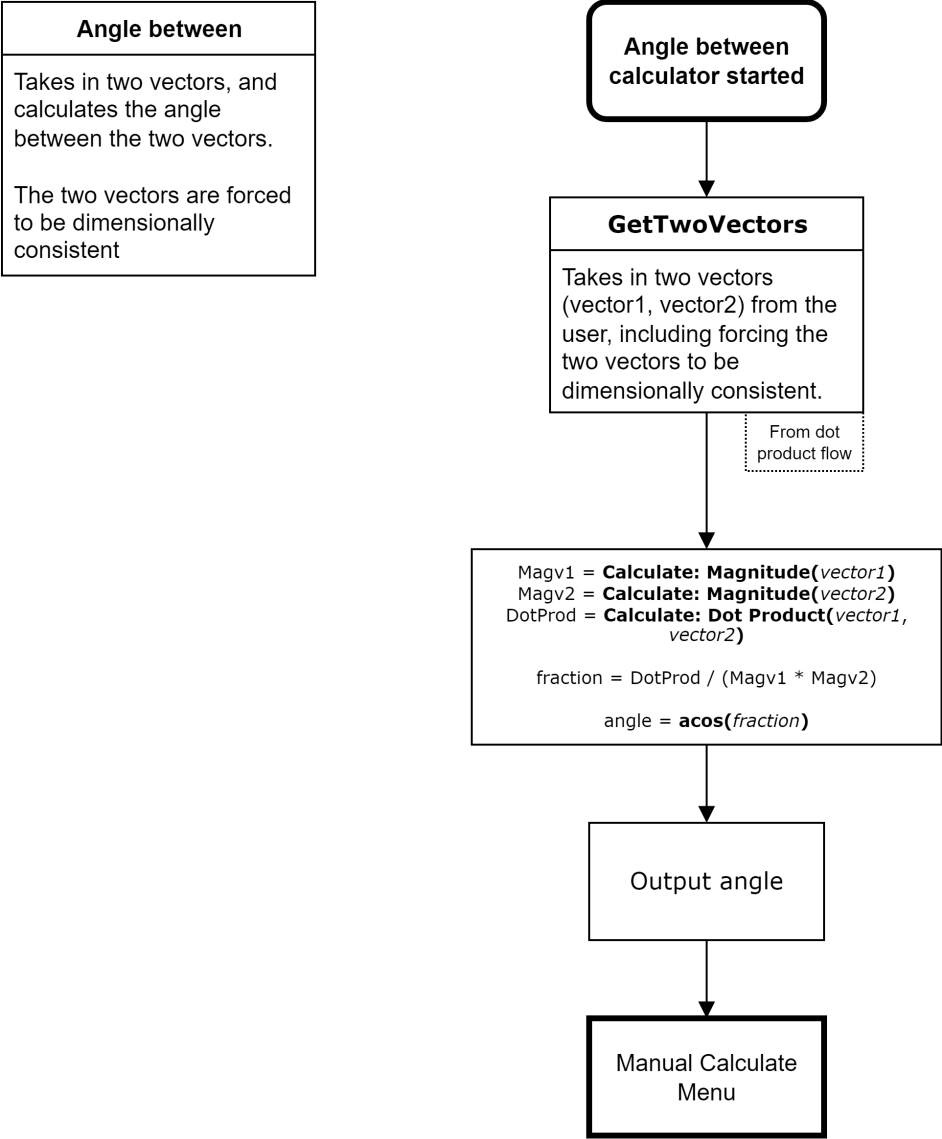 Angle between
Takes in two vectors, and
calculates the angle
between the two vectors.
The two vectors are forced
to be dimensionally
consistent
Angle between
calculator started
GetTwoVectors
Takes in two vectors
(vector1, vector2) from the
user, including forcing the
two vectors to be
dimensionally consistent.
From dot
product flow
Magv1 = Calculate: Magnitude(vector1)
Magv2 = Calculate: Magnitude(vector2)
DotProd = Calculate: Dot Product(vector1,
vector2)
fraction = DotProd / (Magv1 * Magv2)
angle = acos(fraction)
Output angle
Manual Calculate
Menu